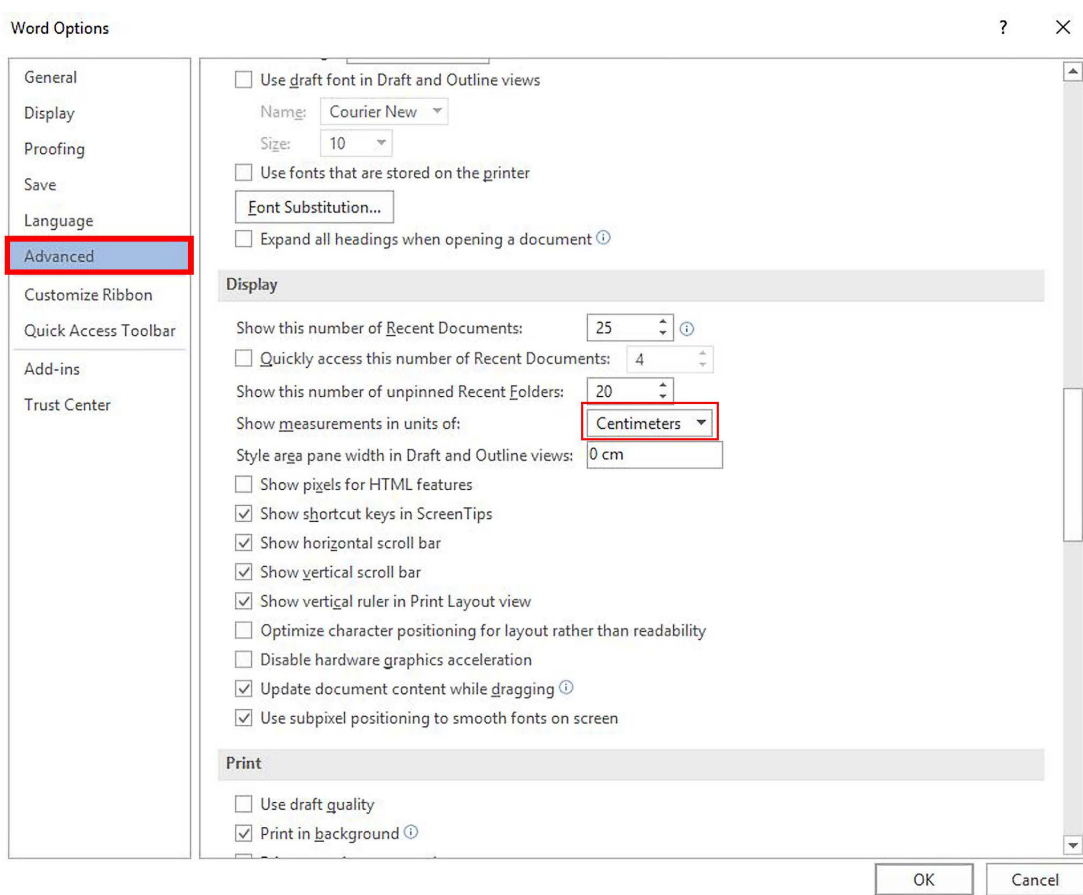 Word Options
?
General
Display
Proofing
Save
Language
Advanced
Customize Ribbon
Quick Access Toolbar
Add-ins
Trust Center
Use draft font in Draft and Outline views
Name: Courier New
Size: 10
Use fonts that are stored on the printer
Font Substitution...
Expand all headings when opening a document
Display
Show this number of Recent Documents: 25
Quickly access this number of Recent Documents: 4
Show this number of unpinned Recent Folders: 20
Show measurements in units of: Centimeters
Style area pane width in Draft and Outline views: 0 cm
Show pixels for HTML features
Show shortcut keys in ScreenTips
Show horizontal scroll bar
Show vertical scroll bar
Show vertical ruler in Print Layout view
Optimize character positioning for layout rather than readability
Disable hardware graphics acceleration
Update document content while dragging
Use subpixel positioning to smooth fonts on screen
Print
Use draft quality
Print in background
OK Cancel